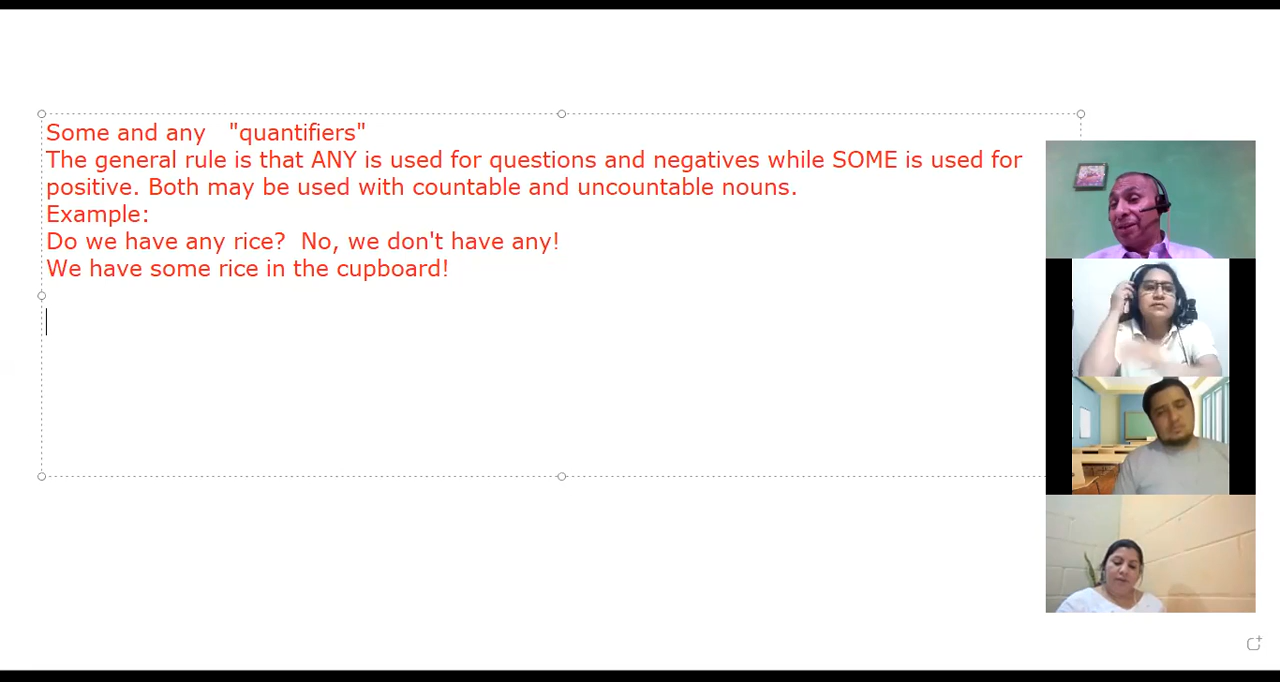 Some and any "quantifiers"
The general rule is that ANY is used for questions and negatives while SOME is used for
positive. Both may be used with countable and uncountable nouns.
Example:
Do we have any rice? No, we don't have any!
We have some rice in the cupboard!